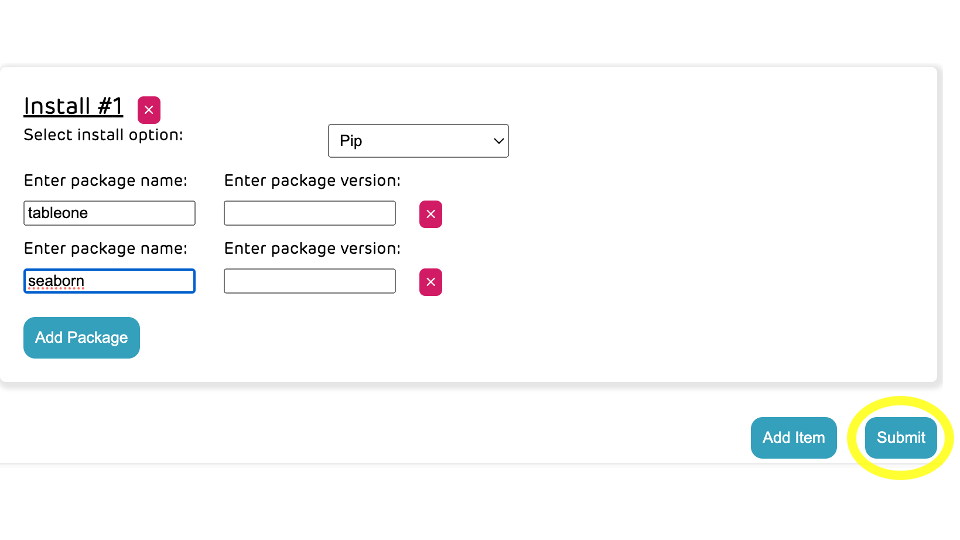 Install #1 ×
Select install option: Pip
Enter package name: Enter package version:
tableone ×
Enter package name: Enter package version:
seaborn ×
Add Package
Add Item Submit